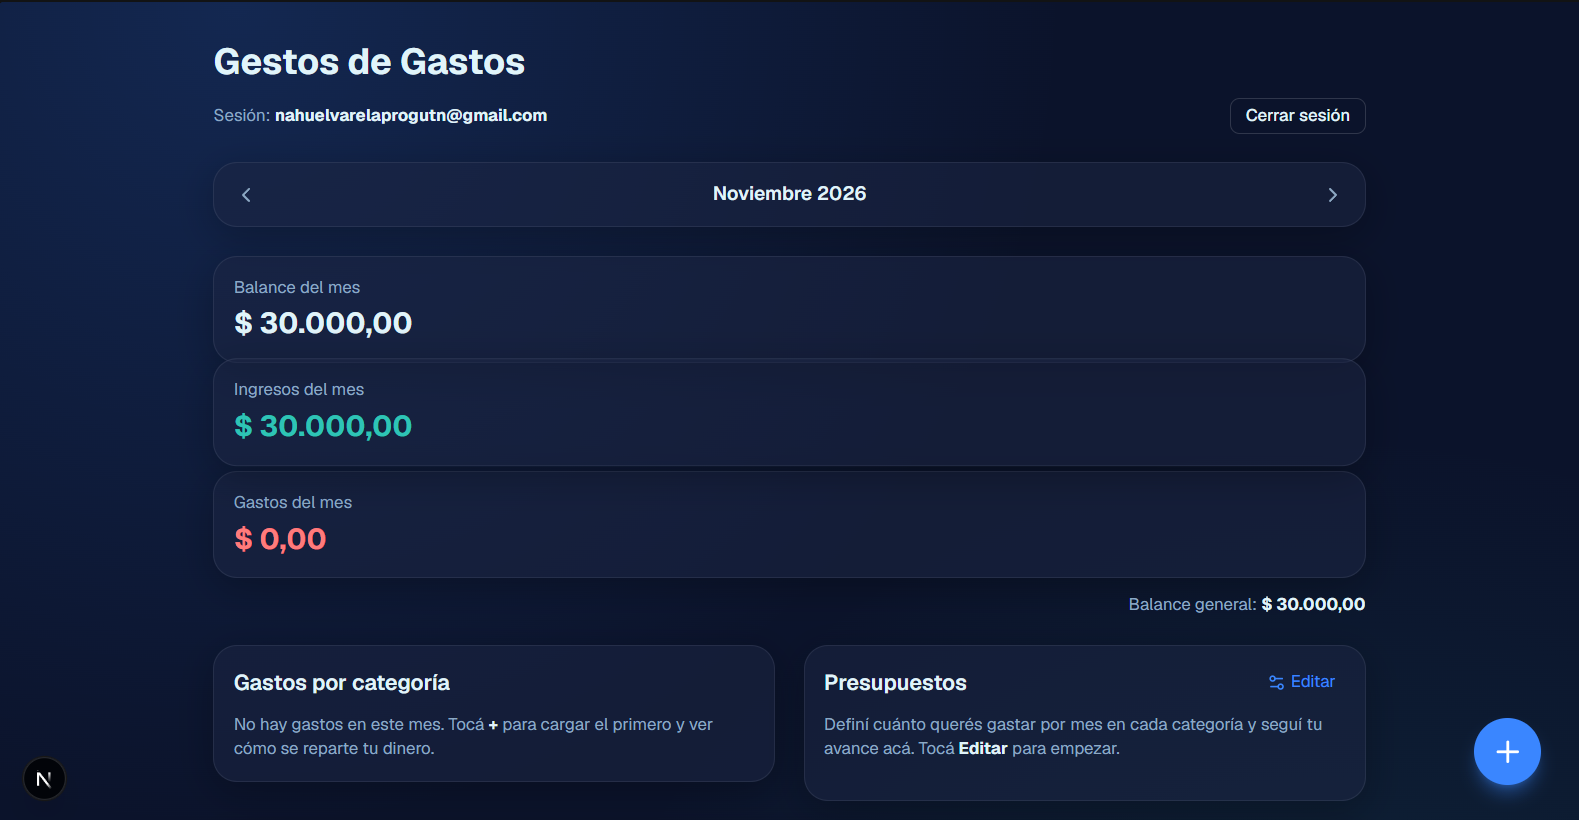 Gestos de Gastos
Sesión: nahuelvarelaprogutn@gmail.com
Cerrar sesión
Noviembre 2026
Balance del mes
$ 30.000,00
Ingresos del mes
$ 30.000,00
Gastos del mes
$ 0,00
Balance general: $ 30.000,00
Gastos por categoría
No hay gastos en este mes. Tocá + para cargar el primero y ver
cómo se reparte tu dinero.
Presupuestos
Editar
Definí cuánto querés gastar por mes en cada categoría y seguí tu
avance acá. Tocá Editar para empezar.
N
+